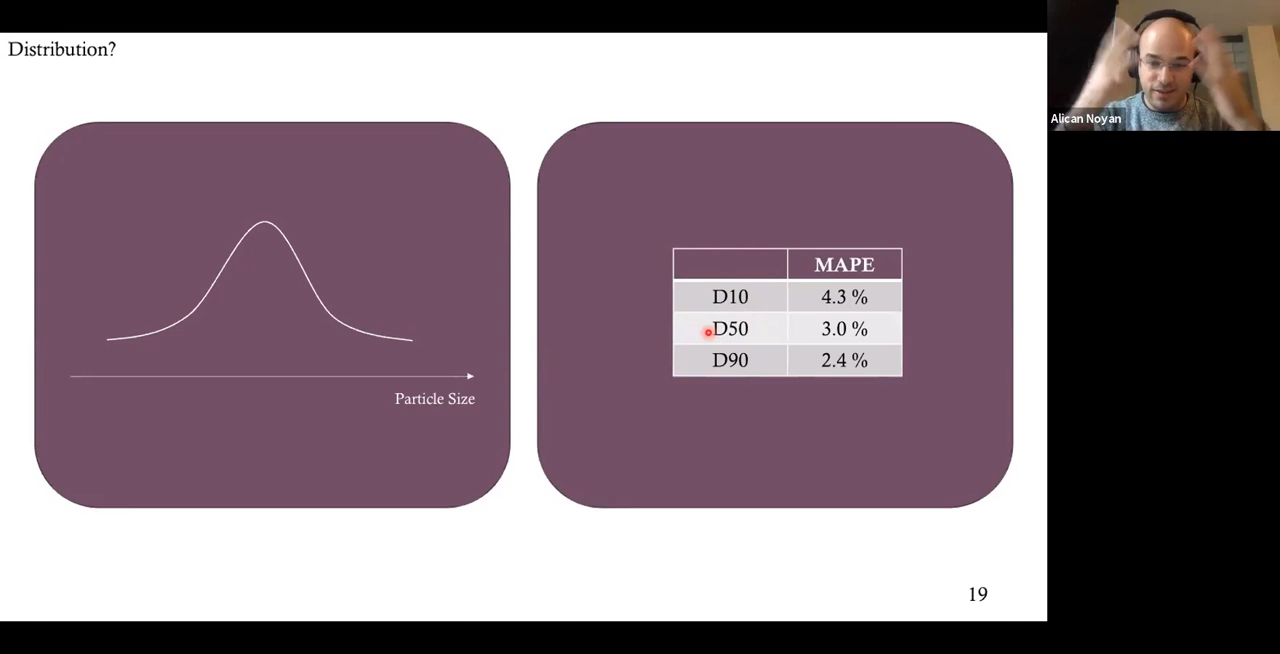 Distribution?
Alican Noyan
Particle Size
MAPE
D10 4.3 %
D50 3.0 %
D90 2.4 %
19